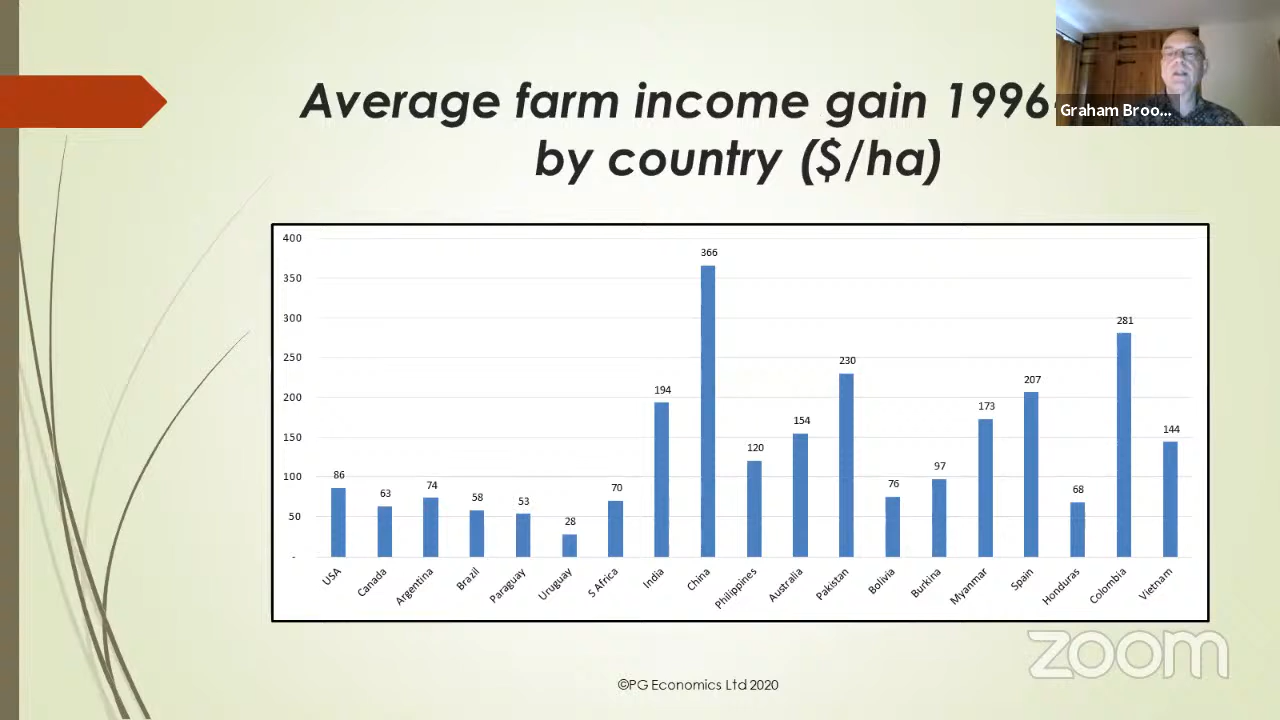 Average farm income gain 1996
by country ($/ha)
Graham Broo...
400
350
300
250
200
150
100
50
-
86
63
74
58
53
28
70
194
366
120
154
230
76
97
173
207
68
281
144
USA
Canada
Argentina
Brazil
Paraguay
Uruguay
S Africa
India
China
Philippines
Australia
Pakistan
Bolivia
Burkina
Myanmar
Spain
Honduras
Colombia
Vietnam
zoom
©PG Economics Ltd 2020